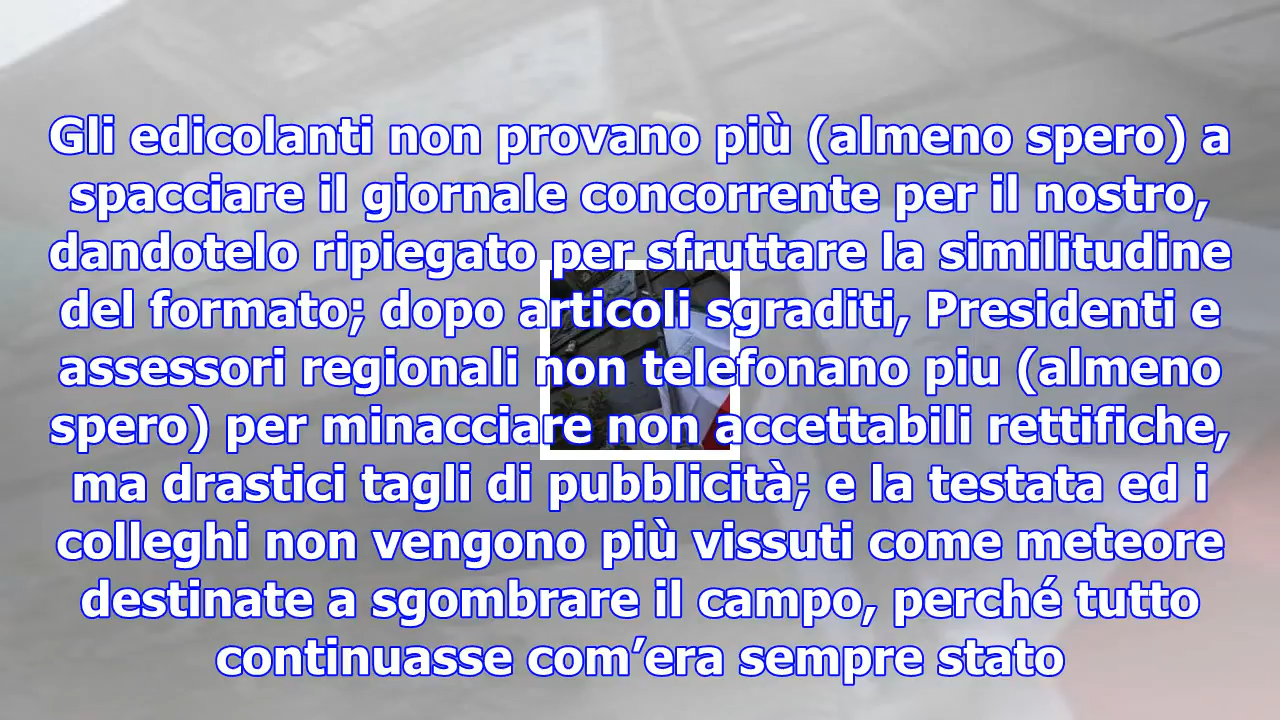 Gli edicolanti non provano più (almeno spero) a
spacciare il giornale concorrente per il nostro,
dandotelo ripiegato per sfruttare la similitudine
del formato; dopo articoli sgraditi, Presidenti e
assessori regionali non telefonano piu (almeno
spero) per minacciare non accettabili rettifiche,
ma drastici tagli di pubblicità; e la testata ed i
colleghi non vengono più vissuti come meteore
destinate a sgombrare il campo, perché tutto
continuasse com’era sempre stato